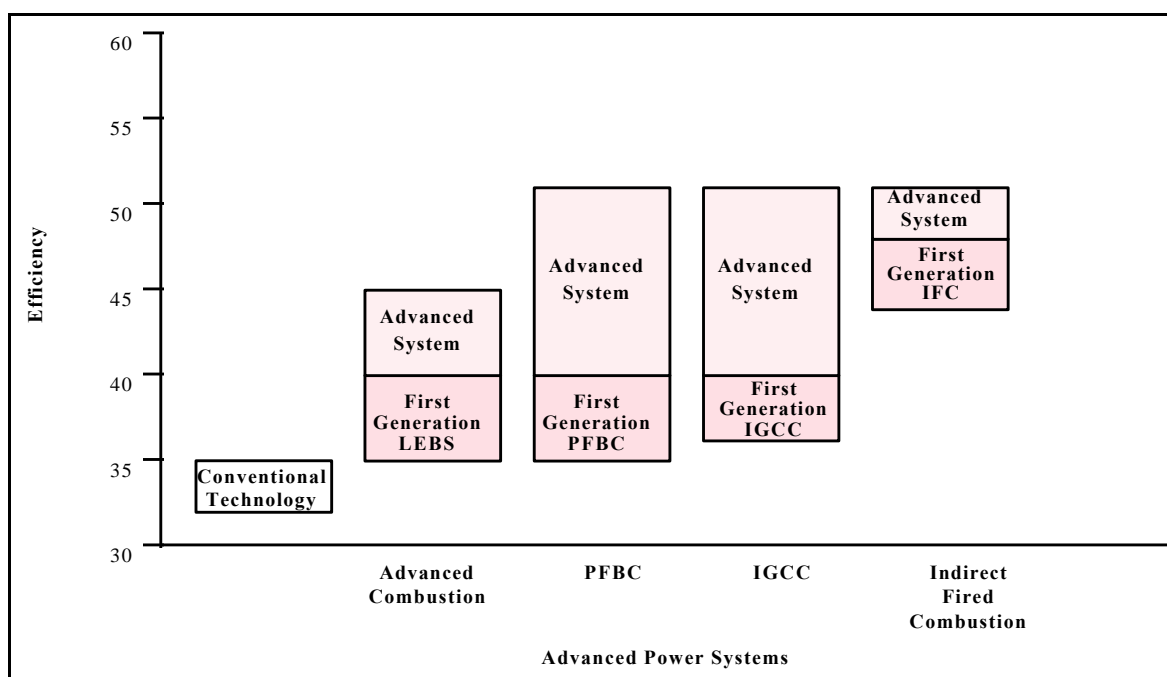 60
55
50
45
40
35
30
Efficiency
Conventional
Technology
Advanced
System
First
Generation
LEBS
Advanced
System
First
Generation
PFBC
Advanced
System
First
Generation
IGCC
Advanced
System
First
Generation
IFC
Advanced
Combustion
PFBC
IGCC
Indirect
Fired
Combustion
Advanced Power Systems